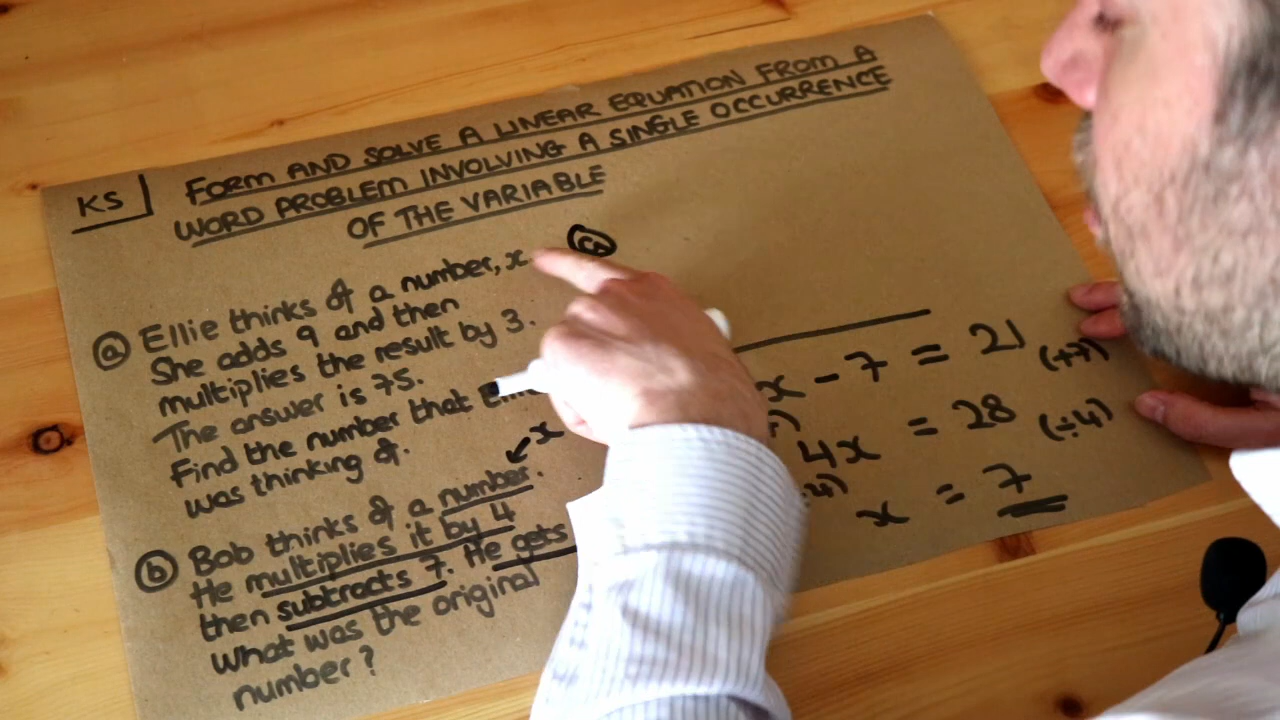 KS
FORM AND SOLVE A LINEAR EQUATION FROM A
WORD PROBLEM INVOLVING A SINGLE OCCURRENCE
OF THE VARIABLE
a Ellie thinks of a number, x
She adds 9 and then
multiplies the result by 3.
The answer is 75.
Find the number that
was thinking of.
x
b Bob thinks of a number.
He multiplies it by 4
then subtracts 7. He gets
What was the original
number?
a
x - 7 = 21 (+7)
4x = 28 (÷4)
x = 7